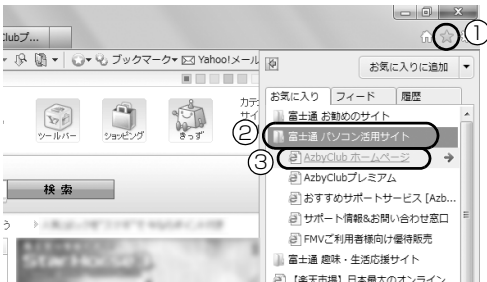 ①
ルブプ...
ブックマーク
Yahoo!メール
お気に入りに追加
お気に入り
フィード
履歴
カテ
サイ
富士通 お勧めのサイト
ツールバー
ショッピング
きっず
②
富士通 パソコン活用サイト
③
AzbyClub ホームページ
AzbyClubプレミアム
検 索
おすすめサポートサービス [Azb...
サポート情報&お問い合わせ窓口
う
FMVご利用者様向け優待販売
富士通 趣味・生活応援サイト
【楽天市場】日本最大のオンライン